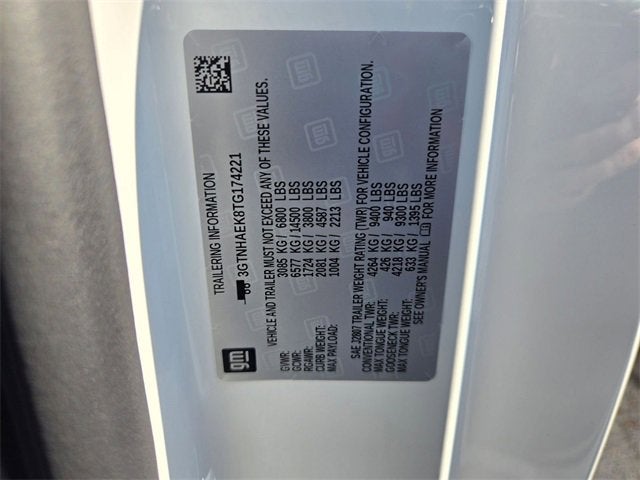 gm
TRAILERING INFORMATION
3GTNHAEK8TG174221
VEHICLE AND TRAILER MUST NOT EXCEED ANY OF THESE VALUES.
GVWR: 3085 KG / 6800 LBS
GCWR: 6577 KG / 14500 LBS
RGAWR: 1724 KG / 3800 LBS
CURB WEIGHT: 2081 KG / 4587 LBS
MAX PAYLOAD: 1004 KG / 2213 LBS
SAE J2807 TRAILER WEIGHT RATING (TWR) FOR VEHICLE CONFIGURATION.
CONVENTIONAL TWR: 4264 KG / 9400 LBS
MAX TONGUE WEIGHT: 426 KG / 940 LBS
GOOSENECK TWR: 4218 KG / 9300 LBS
MAX TONGUE WEIGHT: 633 KG / 1395 LBS
SEE OWNER'S MANUAL FOR MORE INFORMATION